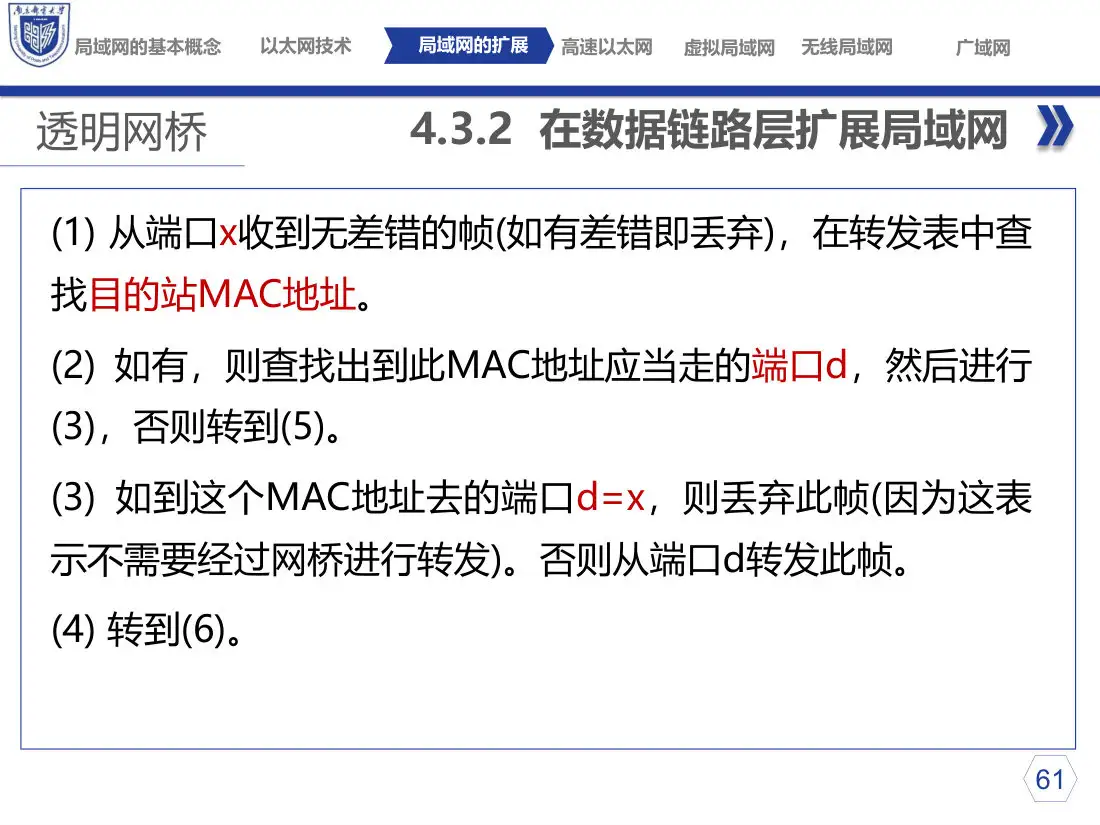 局域网的基本概念 以太网技术 局域网的扩展 高速以太网 虚拟局域网 无线局域网 广域网
透明网桥 4.3.2 在数据链路层扩展局域网
(1) 从端口x收到无差错的帧(如有差错即丢弃)，在转发表中查
找目的站MAC地址。
(2) 如有，则查找出到此MAC地址应当走的端口d，然后进行
(3)，否则转到(5)。
(3) 如到这个MAC地址去的端口d=x，则丢弃此帧(因为这表
示不需要经过网桥进行转发)。否则从端口d转发此帧。
(4) 转到(6)。
61